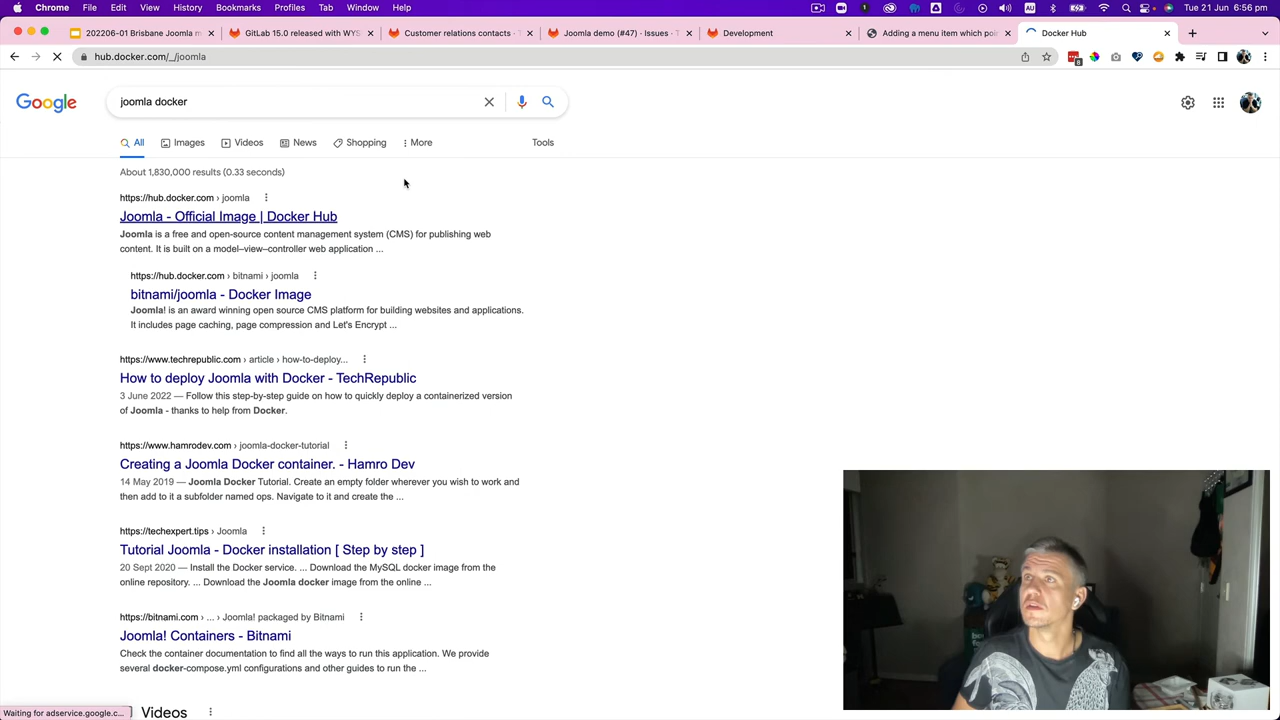 Chrome File Edit View History Bookmarks Profiles Tab Window Help Tue 21 Jun 6:56 pm
202206-01 Brisbane Joomla m
GitLab 15.0 released with WYS
Customer relations contacts
Joomla demo (#47) · Issues · T
Development
Adding a menu item which poi
Docker Hub
hub.docker.com/_/joomla
Google
joomla docker
All Images Videos News Shopping More Tools
About 1,830,000 results (0.33 seconds)
https://hub.docker.com › joomla
Joomla - Official Image | Docker Hub
Joomla is a free and open-source content management system (CMS) for publishing web
content. It is built on a model–view–controller web application ...
https://hub.docker.com › bitnami › joomla
bitnami/joomla - Docker Image
Joomla! is an award winning open source CMS platform for building websites and applications.
It includes page caching, page compression and Let's Encrypt ...
https://www.techrepublic.com › article › how-to-deploy...
How to deploy Joomla with Docker - TechRepublic
3 June 2022 — Follow this step-by-step guide on how to quickly deploy a containerized version
of Joomla - thanks to help from Docker.
https://www.hamrodev.com › joomla-docker-tutorial
Creating a Joomla Docker container. - Hamro Dev
14 May 2019 — Joomla Docker Tutorial. Create an empty folder wherever you wish to work and
then add to it a subfolder named ops. Navigate to it and create the ...
https://techexpert.tips › Joomla
Tutorial Joomla - Docker installation [ Step by step ]
20 Sept 2020 — Install the Docker service. ... Download the MySQL docker image from the
online repository. ... Download the Joomla docker image from the online ...
https://bitnami.com › ... › Joomla! packaged by Bitnami
Joomla! Containers - Bitnami
Check the container documentation to find all the ways to run this application. We provide
several docker-compose.yml configurations and other guides to run the ...
Waiting for adservice.google.c...
Videos